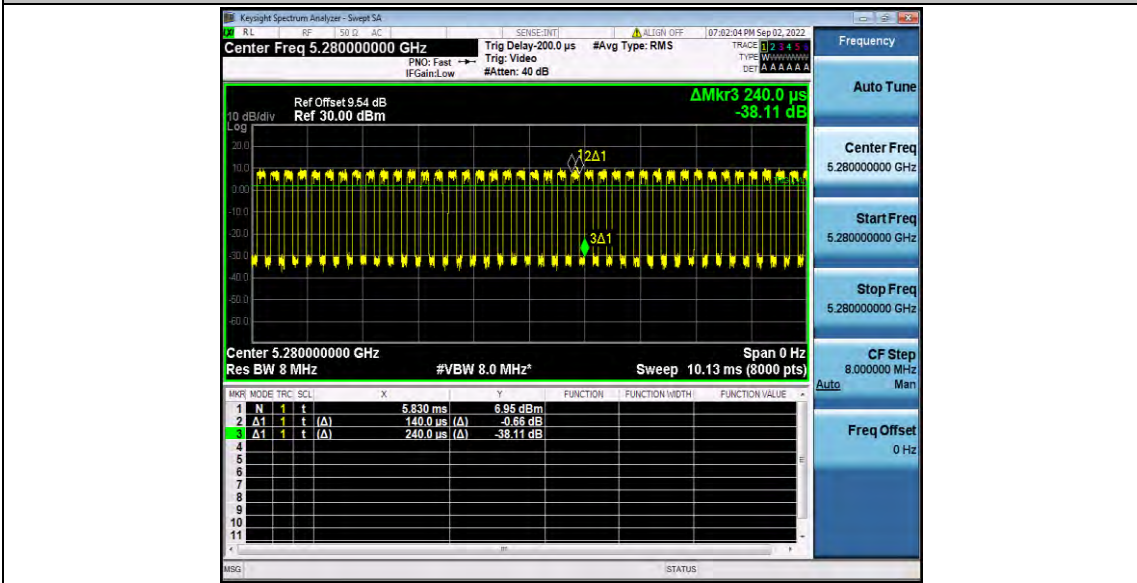 Keysight Spectrum Analyzer - Swept SA
RL RF 50 Ω AC SENSE:INT ALIGN OFF 07:02:04 PM Sep 02, 2022
Center Freq 5.280000000 GHz
PNO: Fast
IFGain:Low
Trig Delay-200.0 µs
Trig: Video
#Atten: 40 dB
#Avg Type: RMS
TRACE 1 2 3 4 5 6
TYPE
DET A A A A A A
Frequency
Auto Tune
Center Freq
5.280000000 GHz
Start Freq
5.280000000 GHz
Stop Freq
5.280000000 GHz
CF Step
8.000000 MHz
Auto Man
Freq Offset
0 Hz
ΔMkr3 240.0 µs
-38.11 dB
Ref Offset 9.54 dB
10 dB/div Ref 30.00 dBm
Log
20.0
10.0
0.00
-10.0
-20.0
-30.0
-40.0
-50.0
-60.0
1 2Δ1
3Δ1
Center 5.280000000 GHz Span 0 Hz
Res BW 8 MHz #VBW 8.0 MHz* Sweep 10.13 ms (8000 pts)
MKR MODE TRC SCL X Y FUNCTION FUNCTION WIDTH FUNCTION VALUE
1 N 1 t 5.830 ms 6.95 dBm
2 Δ1 1 t (Δ) 140.0 µs (Δ) -0.66 dB
3 Δ1 1 t (Δ) 240.0 µs (Δ) -38.11 dB
4
5
6
7
8
9
10
11
MSG STATUS